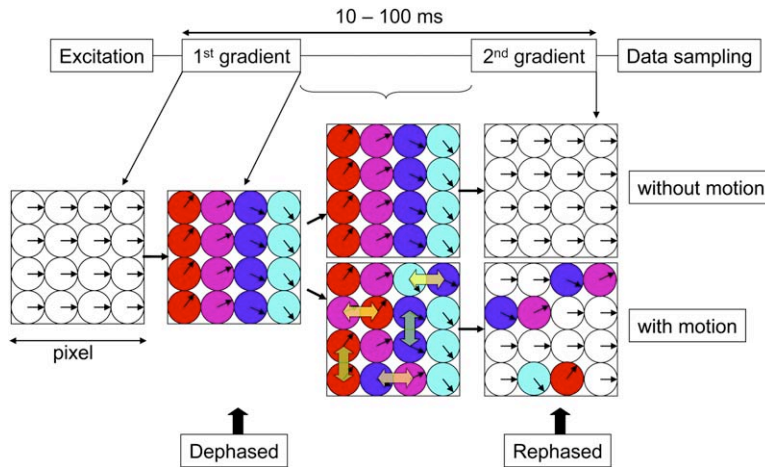 10 – 100 ms
Excitation
1st gradient
2nd gradient
Data sampling
without motion
with motion
pixel
Dephased
Rephased